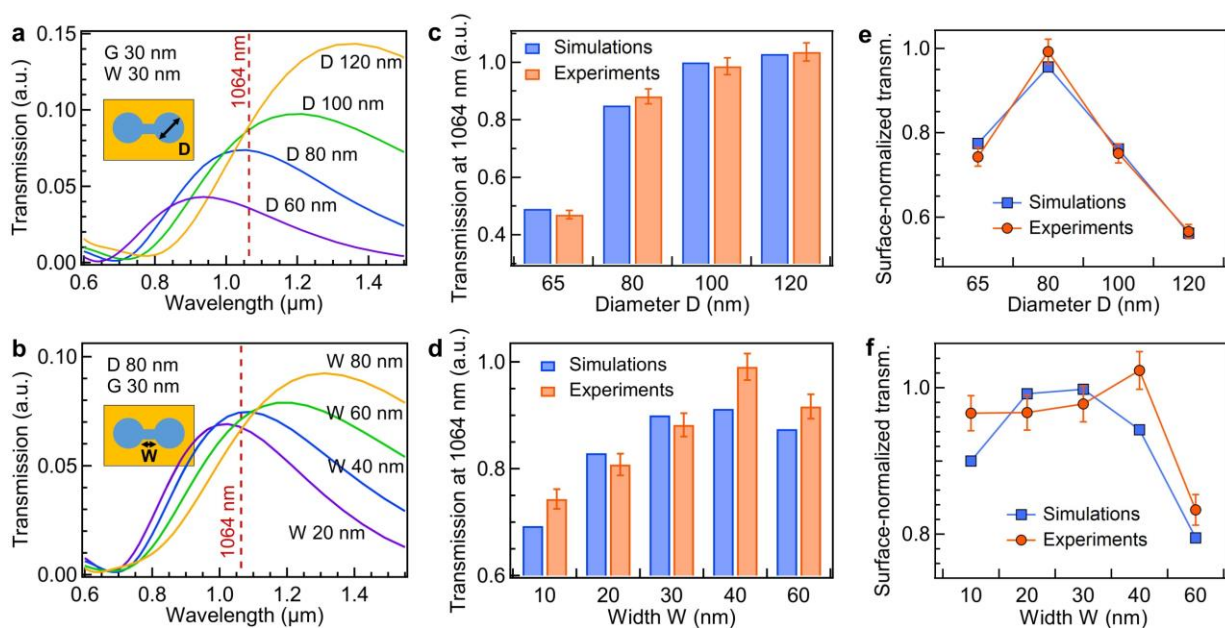 a
G 30 nm
W 30 nm
D
1064 nm
D 120 nm
D 100 nm
D 80 nm
D 60 nm
Transmission (a.u.)
0.15
0.10
0.05
0.00
0.6 0.8 1.0 1.2 1.4
Wavelength (µm)
c
Simulations
Experiments
Transmission at 1064 nm (a.u.)
1.0
0.8
0.6
0.4
65 80 100 120
Diameter D (nm)
e
Surface-normalized transm.
1.0
0.8
0.6
Simulations
Experiments
65 80 100 120
Diameter D (nm)
b
D 80 nm
G 30 nm
W
1064 nm
W 80 nm
W 60 nm
W 40 nm
W 20 nm
Transmission (a.u.)
0.10
0.05
0.00
0.6 0.8 1.0 1.2 1.4
Wavelength (µm)
d
Simulations
Experiments
Transmission at 1064 nm (a.u.)
1.0
0.8
0.6
10 20 30 40 60
Width W (nm)
f
Surface-normalized transm.
1.0
0.8
Simulations
Experiments
10 20 30 40 60
Width W (nm)